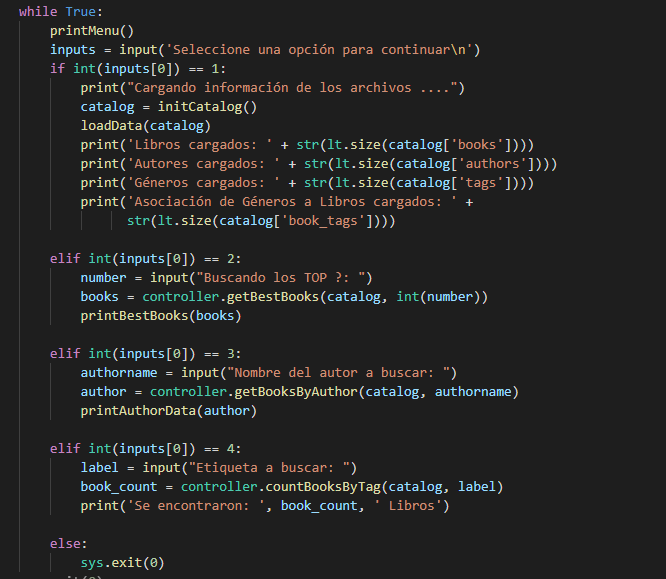 while True:
    printMenu()
    inputs = input('Seleccione una opción para continuar\n')
    if int(inputs[0]) == 1:
        print("Cargando información de los archivos ....")
        catalog = initCatalog()
        loadData(catalog)
        print('Libros cargados: ' + str(lt.size(catalog['books'])))
        print('Autores cargados: ' + str(lt.size(catalog['authors'])))
        print('Géneros cargados: ' + str(lt.size(catalog['tags'])))
        print('Asociación de Géneros a Libros cargados: ' +
              str(lt.size(catalog['book_tags'])))

    elif int(inputs[0]) == 2:
        number = input("Buscando los TOP ?: ")
        books = controller.getBestBooks(catalog, int(number))
        printBestBooks(books)

    elif int(inputs[0]) == 3:
        authorname = input("Nombre del autor a buscar: ")
        author = controller.getBooksByAuthor(catalog, authorname)
        printAuthorData(author)

    elif int(inputs[0]) == 4:
        label = input("Etiqueta a buscar: ")
        book_count = controller.countBooksByTag(catalog, label)
        print('Se encontraron: ', book_count, ' Libros')

    else:
        sys.exit(0)